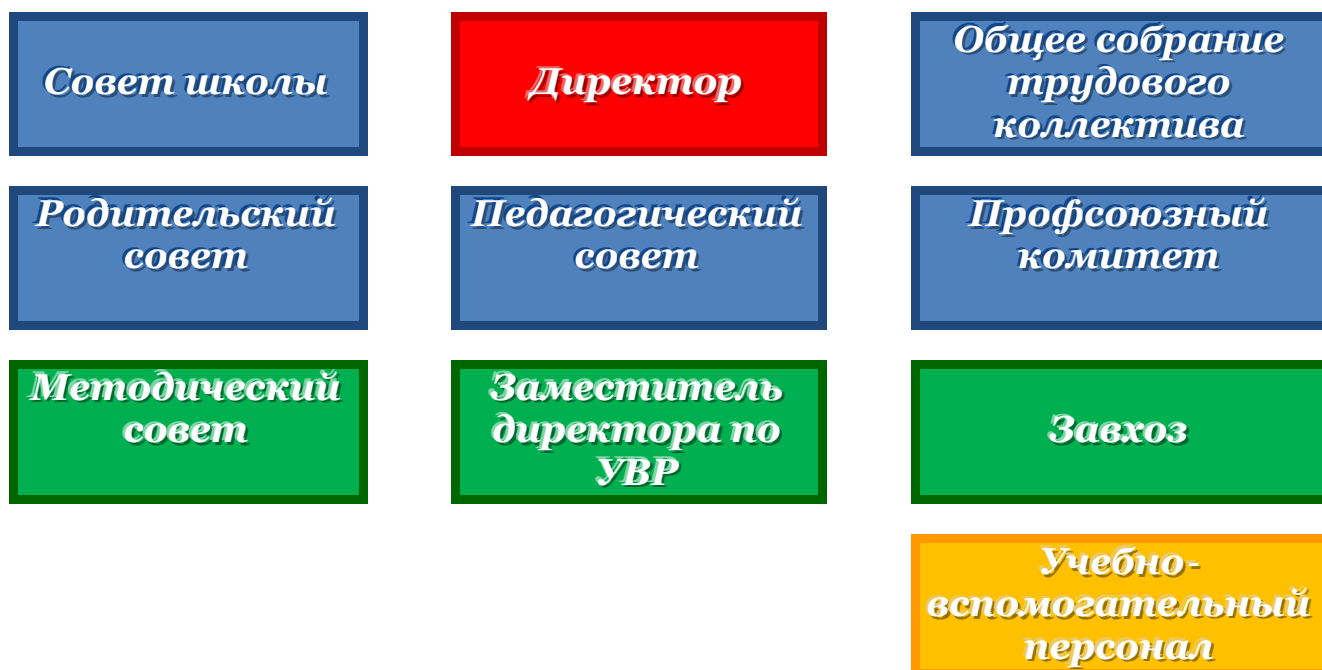 Совет школы
Директор
Общее собрание
трудового
коллектива
Родительский
совет
Педагогический
совет
Профсоюзный
комитет
Методический
совет
Заместитель
директора по
УВР
Завхоз
Учебно-
вспомогательный
персонал